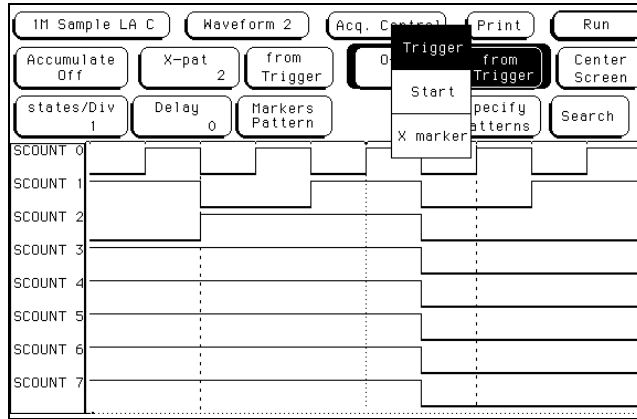 1M Sample LA C
Waveform 2
Acq. Control
Print
Run
Accumulate
Off
X-pat
2
from
Trigger
Trigger
Start
X marker
from
Trigger
Center
Screen
states/Div
1
Delay
0
Markers
Pattern
Search
SCOUNT 0
SCOUNT 1
SCOUNT 2
SCOUNT 3
SCOUNT 4
SCOUNT 5
SCOUNT 6
SCOUNT 7